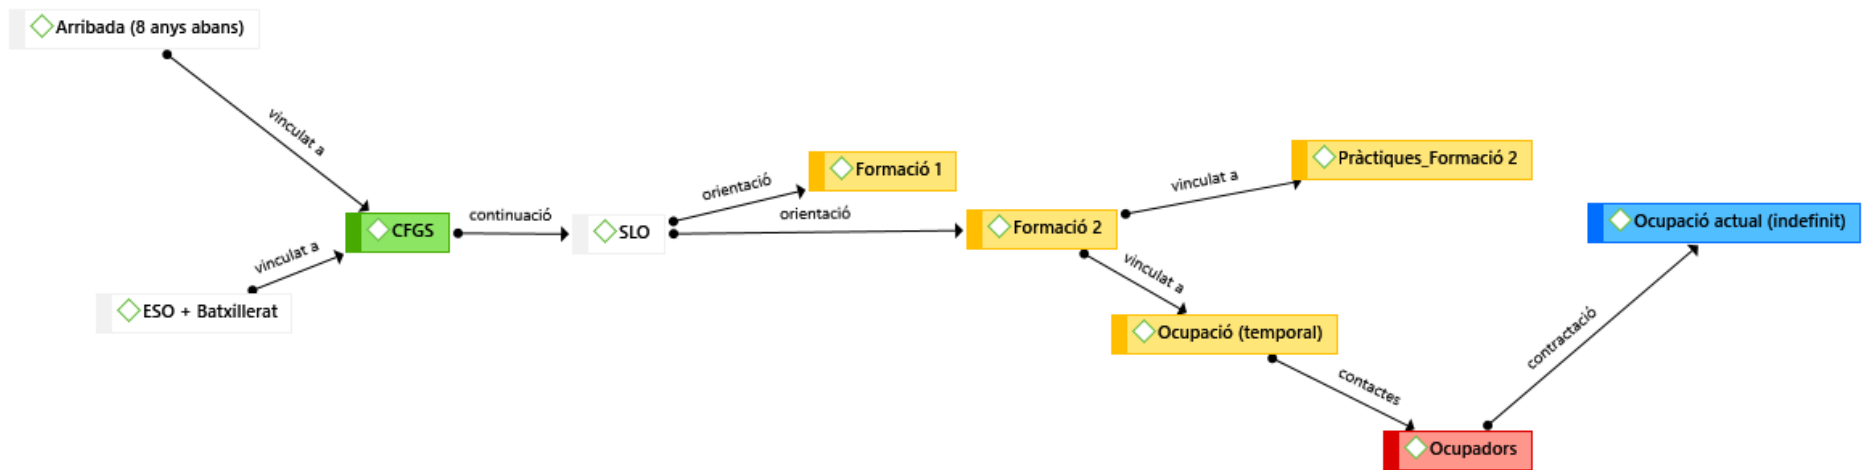 Arribada (8 anys abans)
vinculat a
CFGS
vinculat a
ESO + Batxillerat
continuació
SLO
orientació
Formació 1
orientació
Formació 2
vinculat a
Pràctiques_Formació 2
vinculat a
Ocupació (temporal)
contactes
Ocupadors
contractació
Ocupació actual (indefinit)